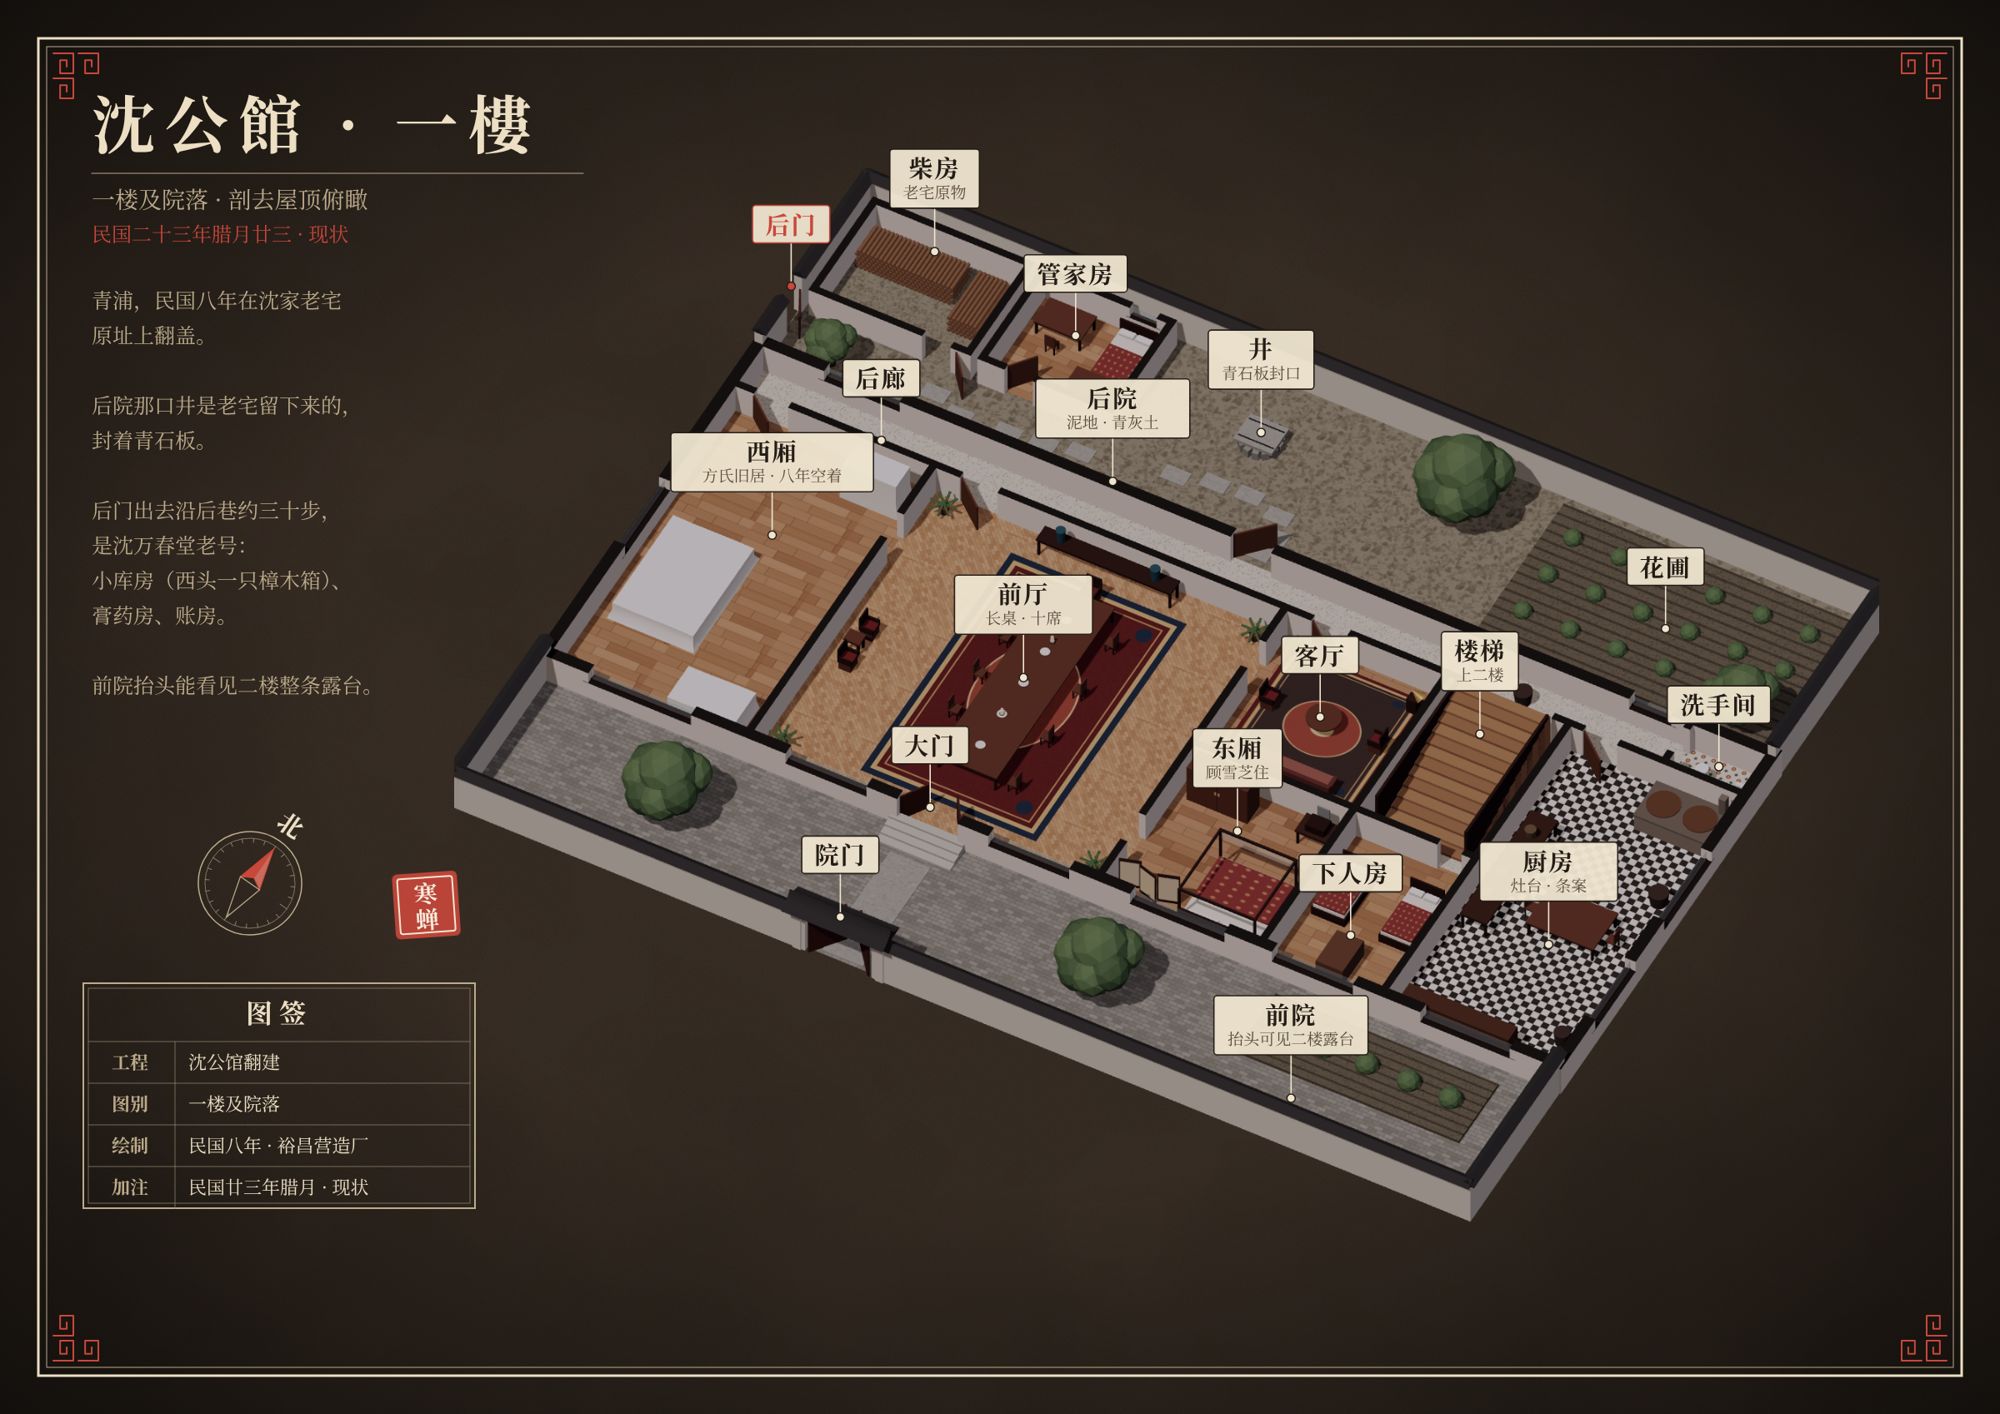 沈公館·一樓
一楼及院落·剖去屋顶俯瞰
民国二十三年腊月廿三·现状
青浦，民国八年在沈家老宅
原址上翻盖。
后院那口井是老宅留下来的，
封着青石板。
后门出去沿后巷约三十步，
是沈万春堂老号：
小库房（西头一只樟木箱）、
膏药房、账房。
前院抬头能看见二楼整条露台。
柴房
老宅原物
后门
管家房
井
青石板封口
后廊
后院
泥地·青灰土
西厢
方氏旧居·八年空着
花圃
前厅
长桌·十席
客厅
楼梯
上二楼
洗手间
大门
东厢
顾雪芝住
院门
下人房
厨房
灶台·条案
前院
抬头可见二楼露台
北
寒
蝉
图签
工程 沈公馆翻建
图别 一楼及院落
绘制 民国八年·裕昌营造厂
加注 民国廿三年腊月·现状